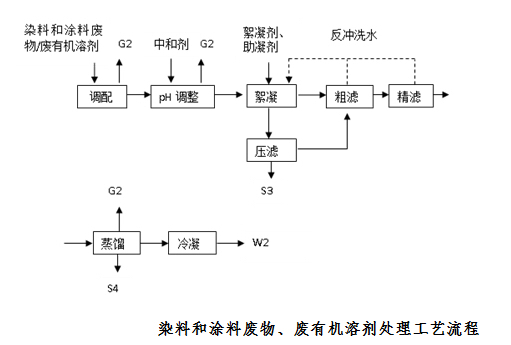 染料和涂料废
物/废有机溶剂
G2
中和剂
G2
絮凝剂、
助凝剂
反冲洗水
调配
pH 调整
絮凝
粗滤
精滤
压滤
S3
G2
蒸馏
冷凝
W2
S4
染料和涂料废物、废有机溶剂处理工艺流程